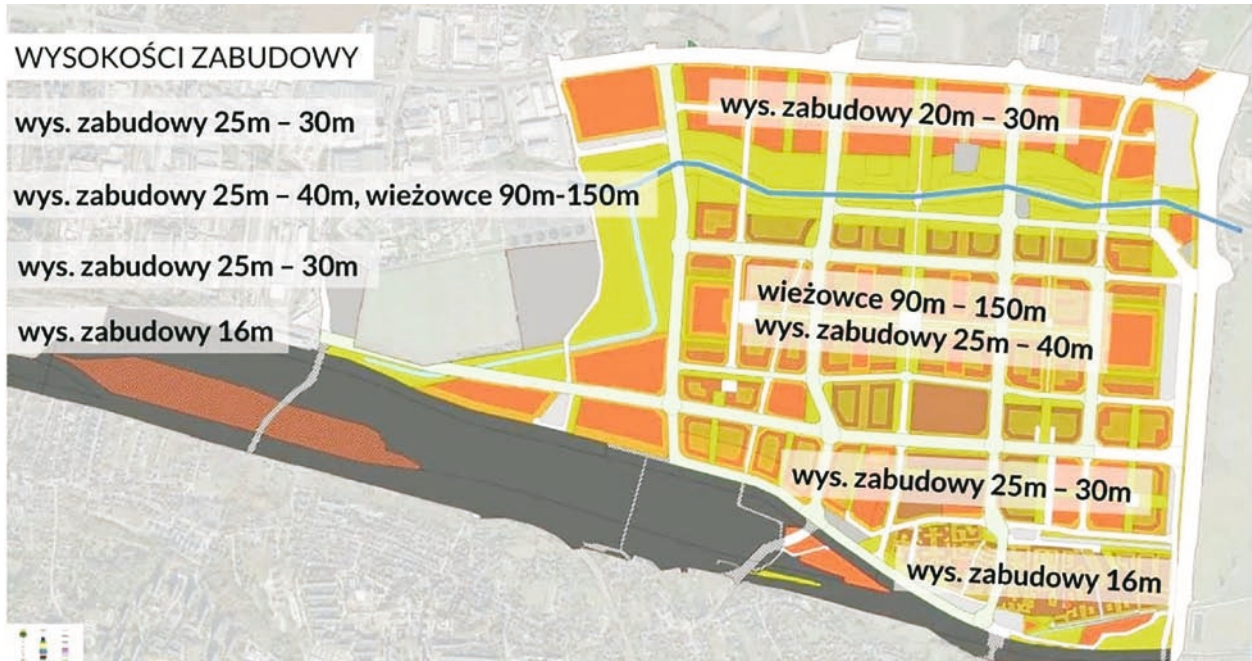 WYSOKOŚCI ZABUDOWY
wys. zabudowy 25m – 30m
wys. zabudowy 25m – 40m, wieżowce 90m-150m
wys. zabudowy 25m – 30m
wys. zabudowy 16m
wys. zabudowy 20m – 30m
wieżowce 90m – 150m
wys. zabudowy 25m – 40m
wys. zabudowy 25m – 30m
wys. zabudowy 16m